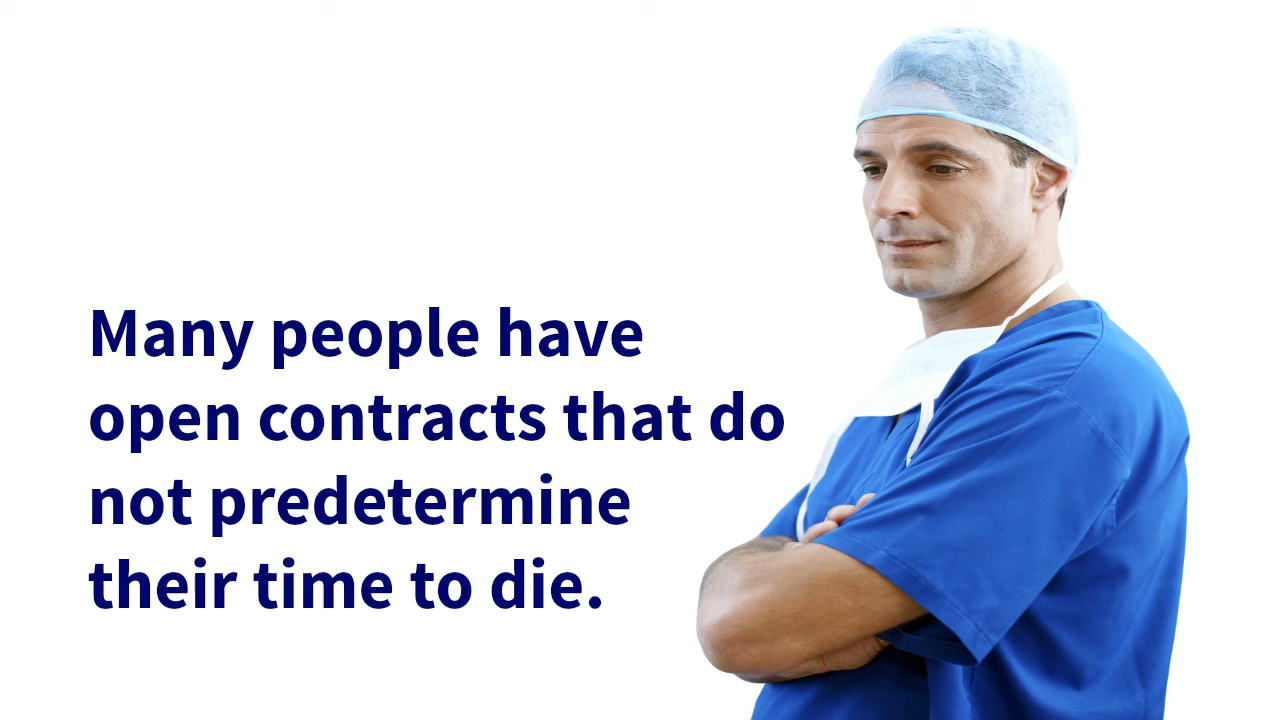 Many people have
open contracts that do
not predetermine
their time to die.